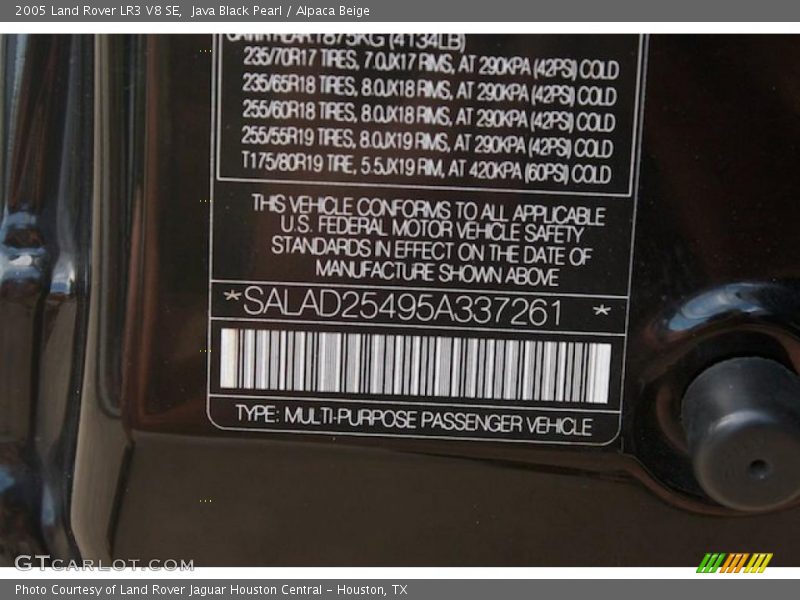 2005 Land Rover LR3 V8 SE, Java Black Pearl / Alpaca Beige
1875KG (4134LB)
235/70R17 TIRES, 7.0JX17 RIMS, AT 290KPA (42PSI) COLD
235/65R18 TIRES, 8.0JX18 RIMS, AT 290KPA (42PSI) COLD
255/60R18 TIRES, 8.0JX18 RIMS, AT 290KPA (42PSI) COLD
255/55R19 TIRES, 8.0JX19 RIMS, AT 290KPA (42PSI) COLD
T175/80R19 TIRE, 5.5JX19 RIM, AT 420KPA (60PSI) COLD
THIS VEHICLE CONFORMS TO ALL APPLICABLE
U.S. FEDERAL MOTOR VEHICLE SAFETY
STANDARDS IN EFFECT ON THE DATE OF
MANUFACTURE SHOWN ABOVE
*SALAD25495A337261 *
TYPE: MULTI-PURPOSE PASSENGER VEHICLE
GTCARLOT.COM
Photo Courtesy of Land Rover Jaguar Houston Central - Houston, TX